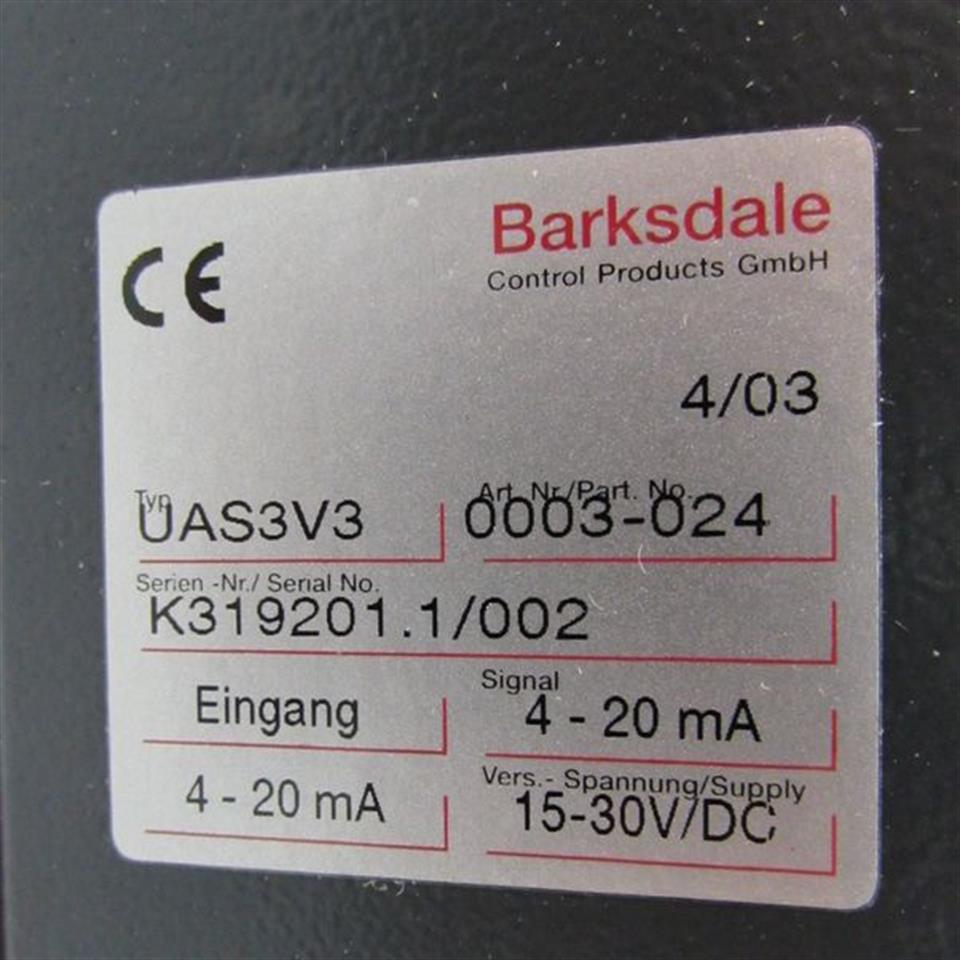 CE
Barksdale
Control Products GmbH
4/03
Typ
UAS3V3
Art. Nr/Part. No.
0003-024
Serien -Nr./ Serial No.
K319201.1/002
Eingang
Signal
4 - 20 mA
4 - 20 mA
Vers.- Spannung/Supply
15-30V/DC